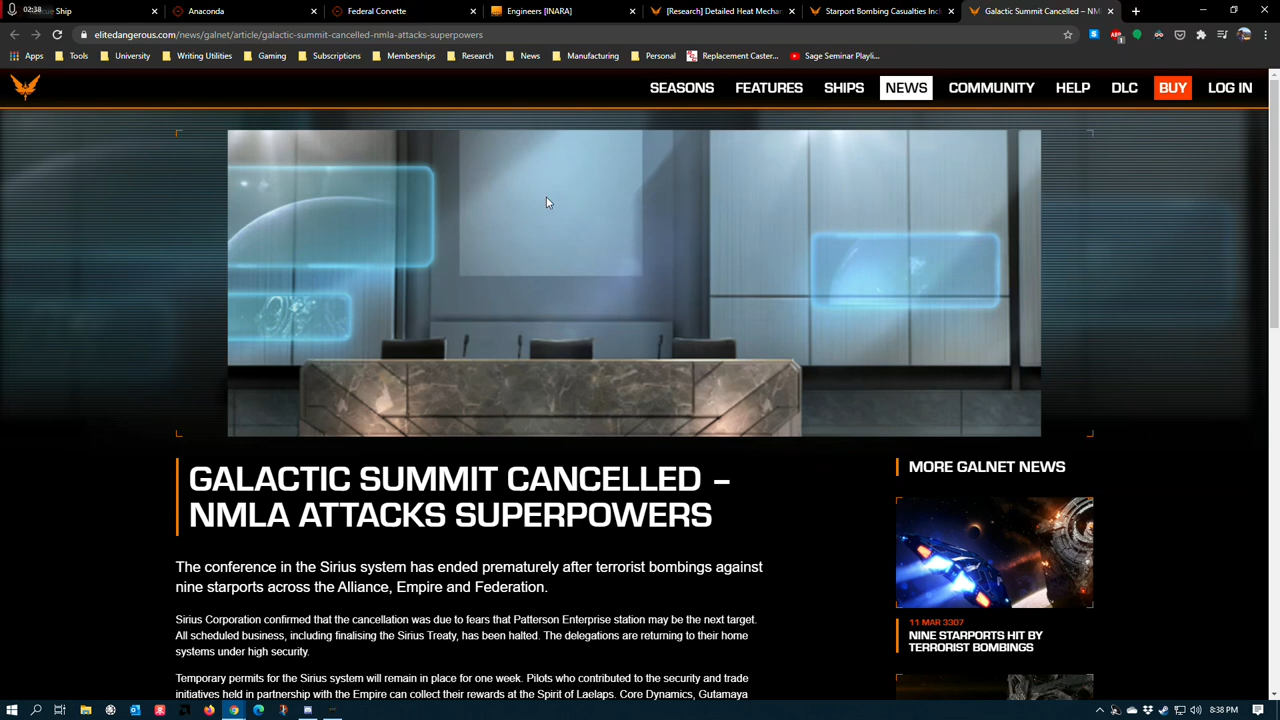 02:38
Ship
Anaconda
Federal Corvette
Engineers [INARA]
[Research] Detailed Heat Mechan
Starport Bombing Casualties Incl
Galactic Summit Cancelled – NM
elitedangerous.com/news/galnet/article/galactic-summit-cancelled-nmla-attacks-superpowers
Apps Tools University Writing Utilities Gaming Subscriptions Memberships Research News Manufacturing Personal Replacement Caster... Sage Seminar Playli...
SEASONS FEATURES SHIPS NEWS COMMUNITY HELP DLC BUY LOG IN
GALACTIC SUMMIT CANCELLED –
NMLA ATTACKS SUPERPOWERS
The conference in the Sirius system has ended prematurely after terrorist bombings against
nine starports across the Alliance, Empire and Federation.
Sirius Corporation confirmed that the cancellation was due to fears that Patterson Enterprise station may be the next target.
All scheduled business, including finalising the Sirius Treaty, has been halted. The delegations are returning to their home
systems under high security.
Temporary permits for the Sirius system will remain in place for one week. Pilots who contributed to the security and trade
initiatives held in partnership with the Empire can collect their rewards at the Spirit of Laelaps. Core Dynamics, Gutamaya
MORE GALNET NEWS
11 MAR 3307
NINE STARPORTS HIT BY
TERRORIST BOMBINGS
8:38 PM